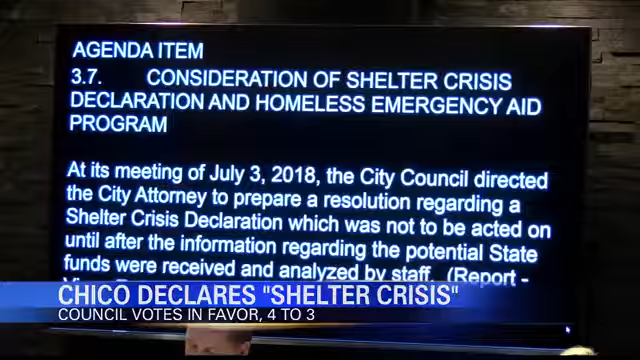 AGENDA ITEM
3.7. CONSIDERATION OF SHELTER CRISIS
DECLARATION AND HOMELESS EMERGENCY AID
PROGRAM
At its meeting of July 3, 2018, the City Council directed
the City Attorney to prepare a resolution regarding a
Shelter Crisis Declaration which was not to be acted on
until after the information regarding the potential State
funds were received and analyzed by staff. (Report -
CHICO DECLARES "SHELTER CRISIS"
COUNCIL VOTES IN FAVOR, 4 TO 3